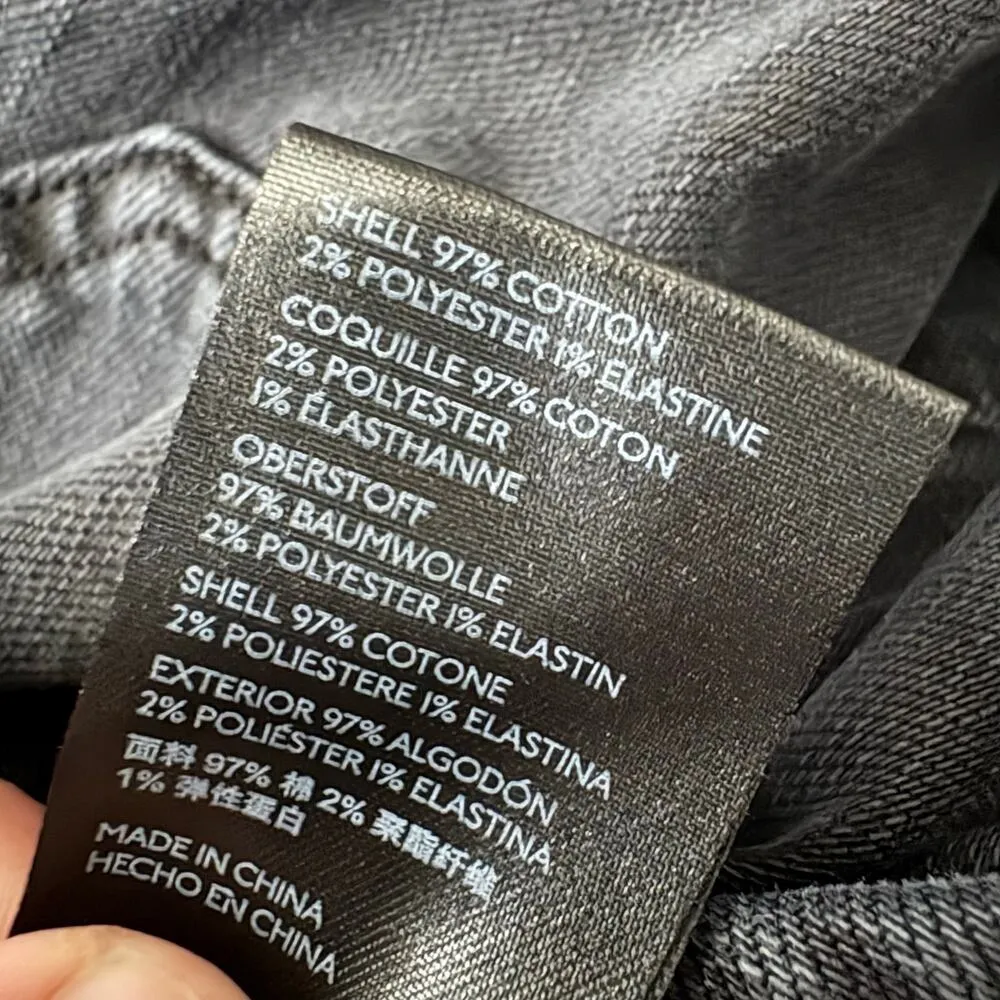 SHELL 97% COTTON
2% POLYESTER 1% ELASTINE
COQUILLE 97% COTON
2% POLYESTER
1% ÉLASTHANNE
OBERSTOFF
97% BAUMWOLLE
2% POLYESTER 1% ELASTIN
SHELL 97% COTONE
2% POLIESTERE 1% ELASTINA
EXTERIOR 97% ALGODÓN
2% POLIÉSTER 1% ELASTINA
面料 97% 棉 2% 聚酯纤维
1% 弹性蛋白
MADE IN CHINA
HECHO EN CHINA